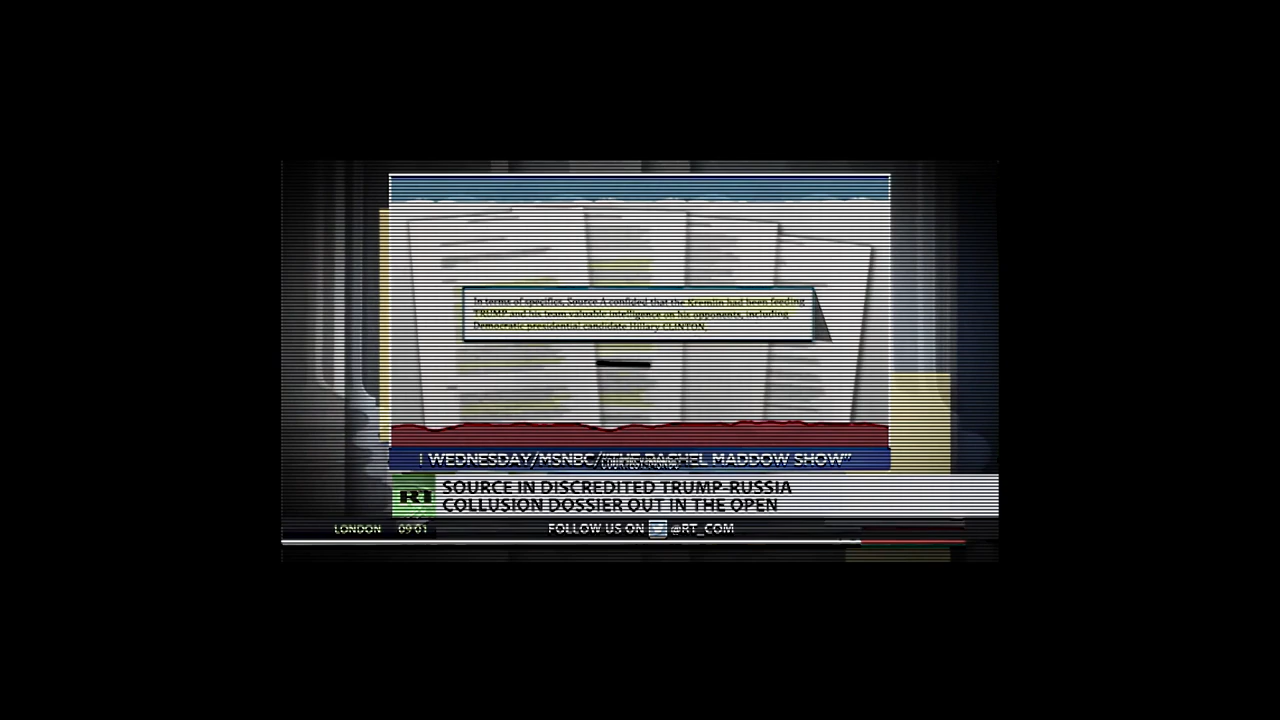 In terms of specifics, Source A confided that the Kremlin had been feeding
TRUMP and his team valuable intelligence on his opponents, including
Democratic presidential candidate Hillary CLINTON,
WEDNESDAY/MSNBC/"THE RACHEL MADDOW SHOW"
RT
SOURCE IN DISCREDITED TRUMP-RUSSIA
COLLUSION DOSSIER OUT IN THE OPEN
LONDON 09:01 FOLLOW US ON @RT_COM